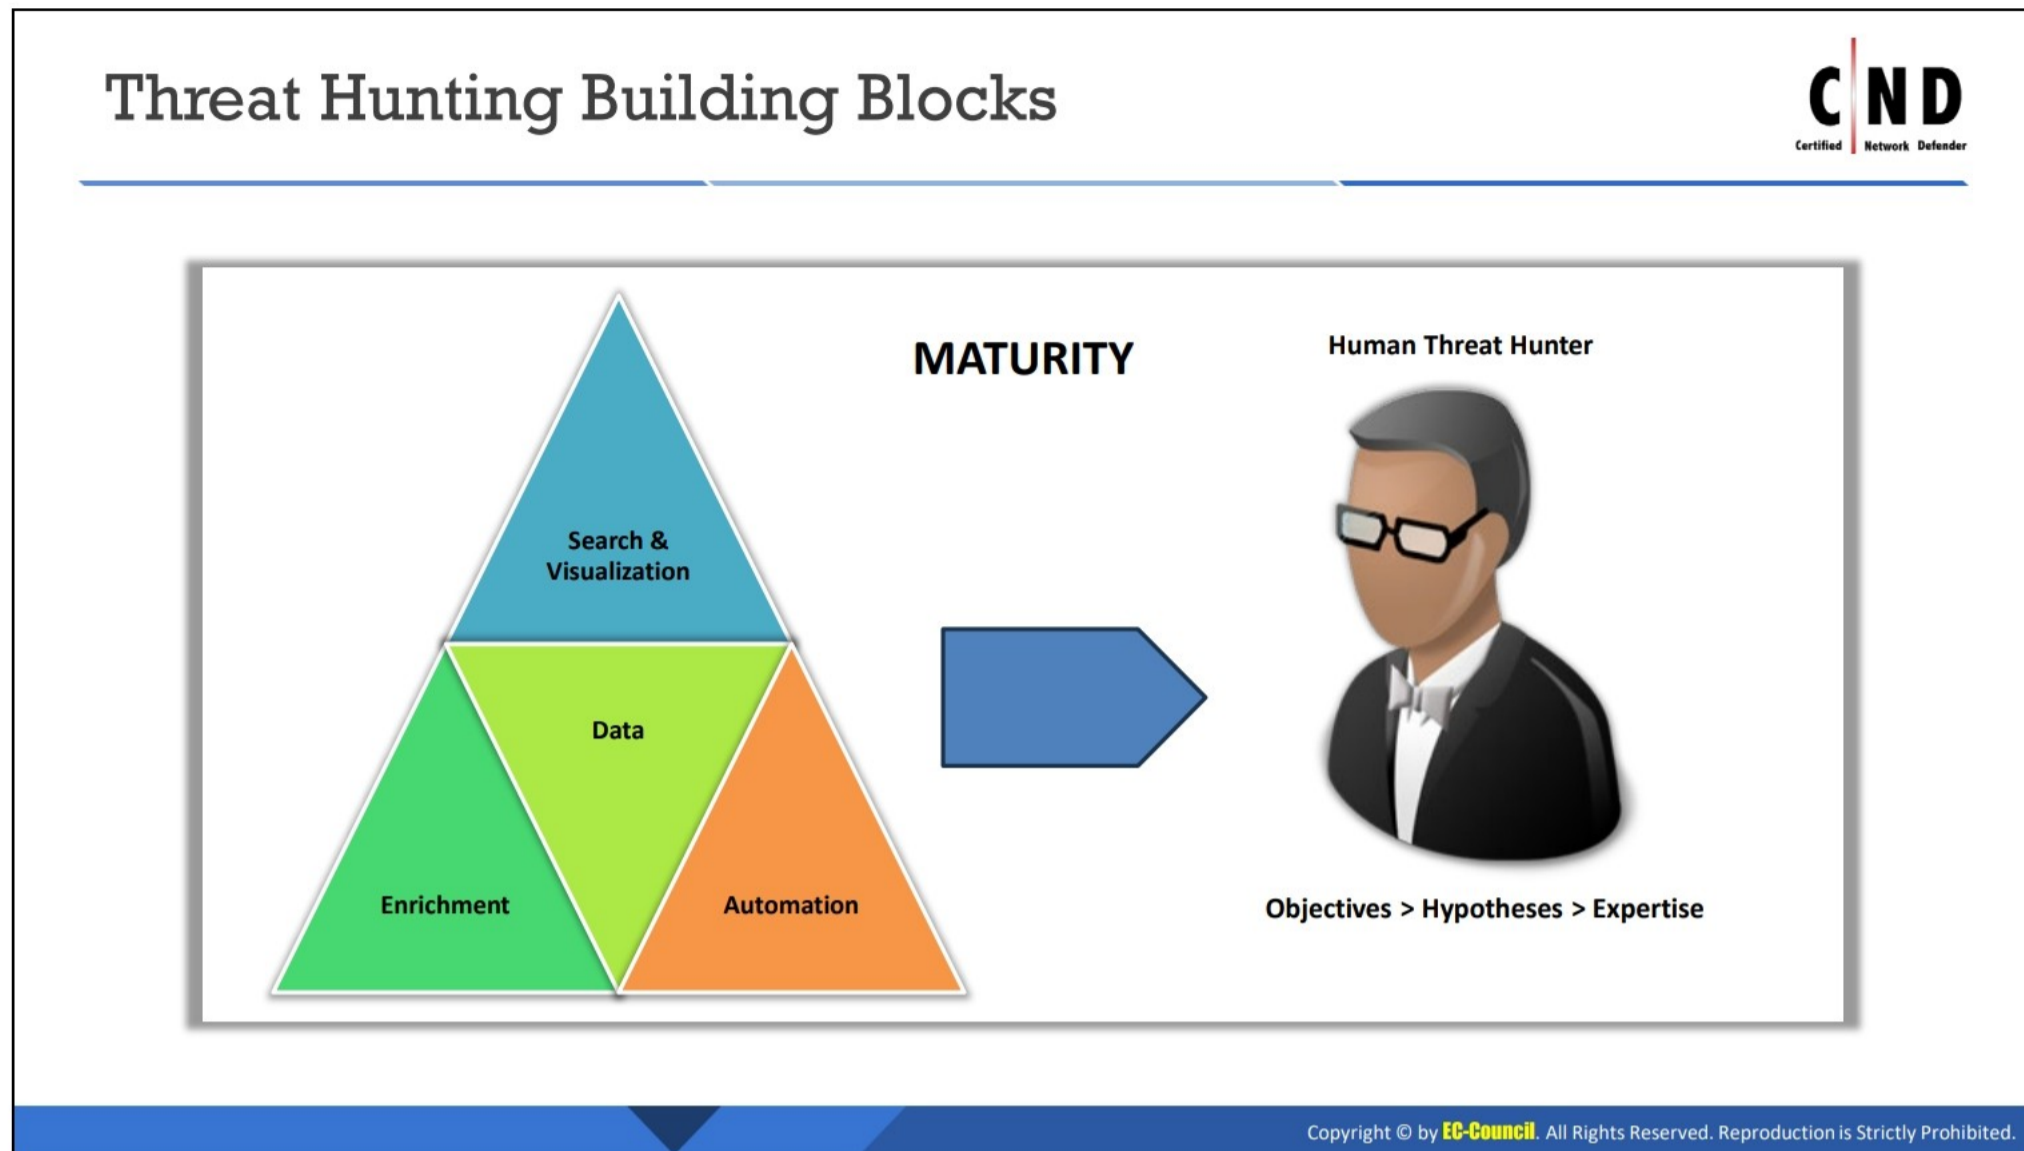 Threat Hunting Building Blocks
C ND
Certified Network Defender
MATURITY
Human Threat Hunter
Search &
Visualization
Data
Enrichment
Automation
Objectives > Hypotheses > Expertise
Copyright © by EC-Council. All Rights Reserved. Reproduction is Strictly Prohibited.